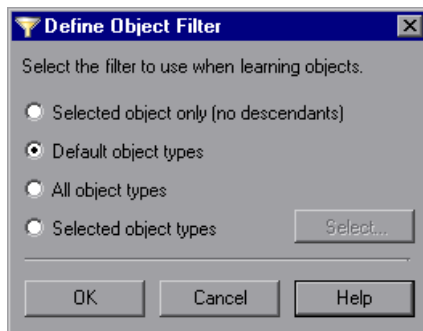 Define Object Filter
Select the filter to use when learning objects.
Selected object only (no descendants)
Default object types
All object types
Selected object types
Select...
OK
Cancel
Help